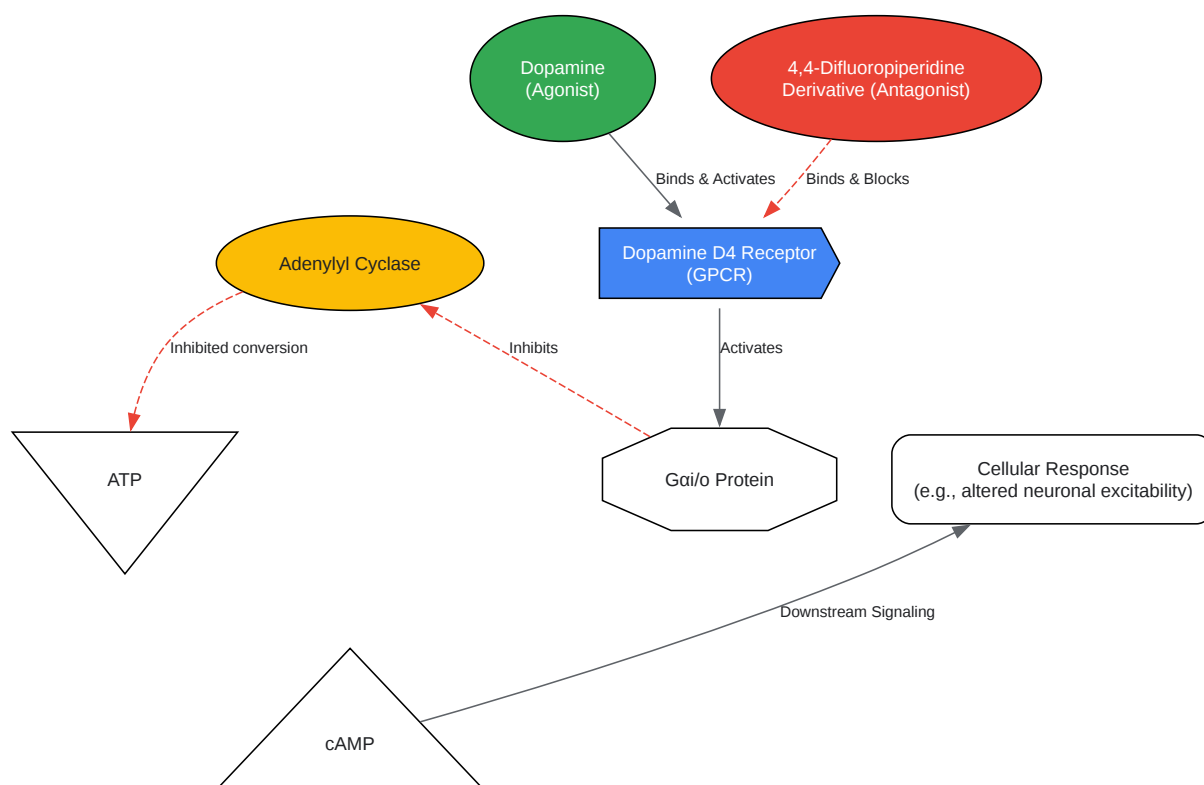 Dopamine
(Agonist)
4,4-Difluoropiperidine
Derivative (Antagonist)
Binds & Activates
Binds & Blocks
Dopamine D4 Receptor
(GPCR)
Adenylyl Cyclase
Inhibited conversion
Inhibits
Activates
ATP
Gαi/o Protein
Cellular Response
(e.g., altered neuronal excitability)
Downstream Signaling
cAMP